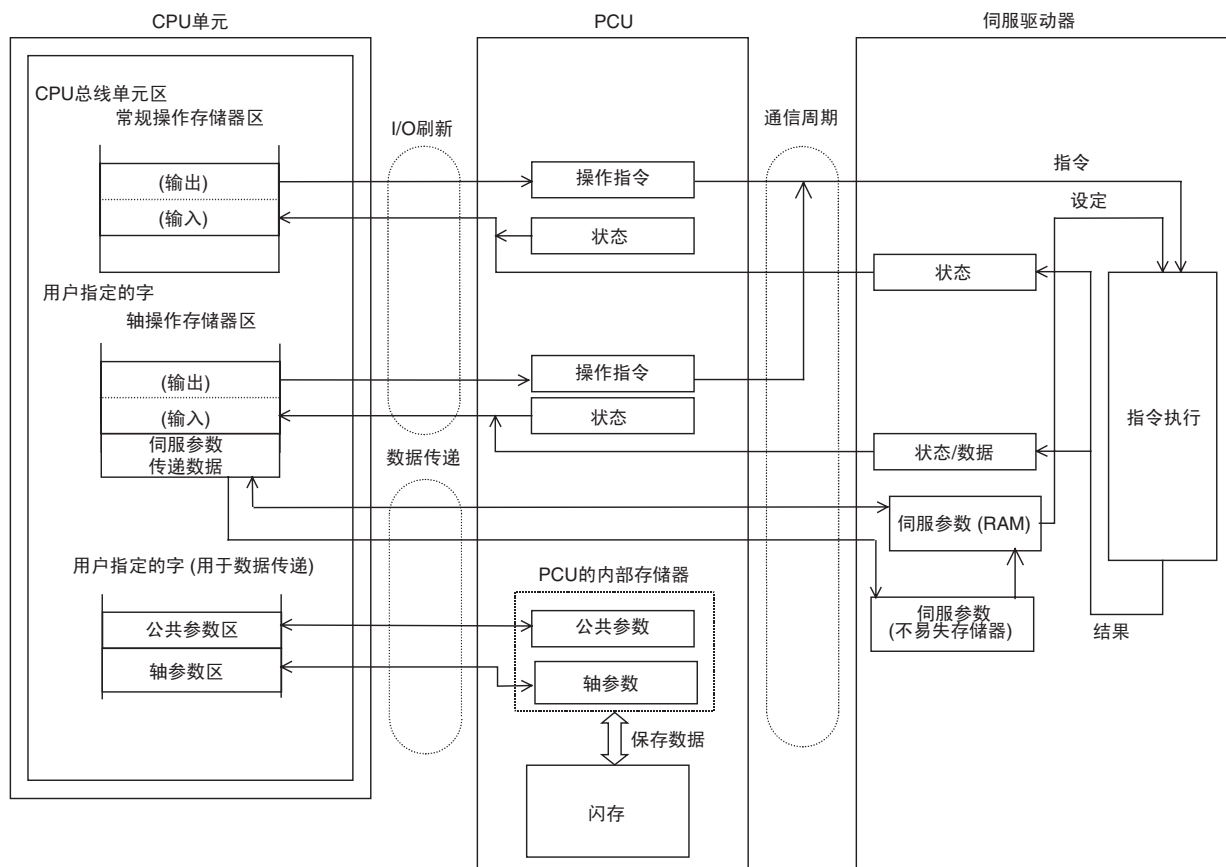 CPU单元
PCU
伺服驱动器
CPU总线单元区
常规操作存储器区
(输出)
(输入)
用户指定的字
轴操作存储器区
(输出)
(输入)
伺服参数
传递数据
用户指定的字 (用于数据传递)
公共参数区
轴参数区
I/O刷新
数据传递
操作指令
状态
操作指令
状态
PCU的内部存储器
公共参数
轴参数
保存数据
闪存
通信周期
指令
设定
状态
状态/数据
指令执行
伺服参数 (RAM)
伺服参数
(不易失存储器)
结果